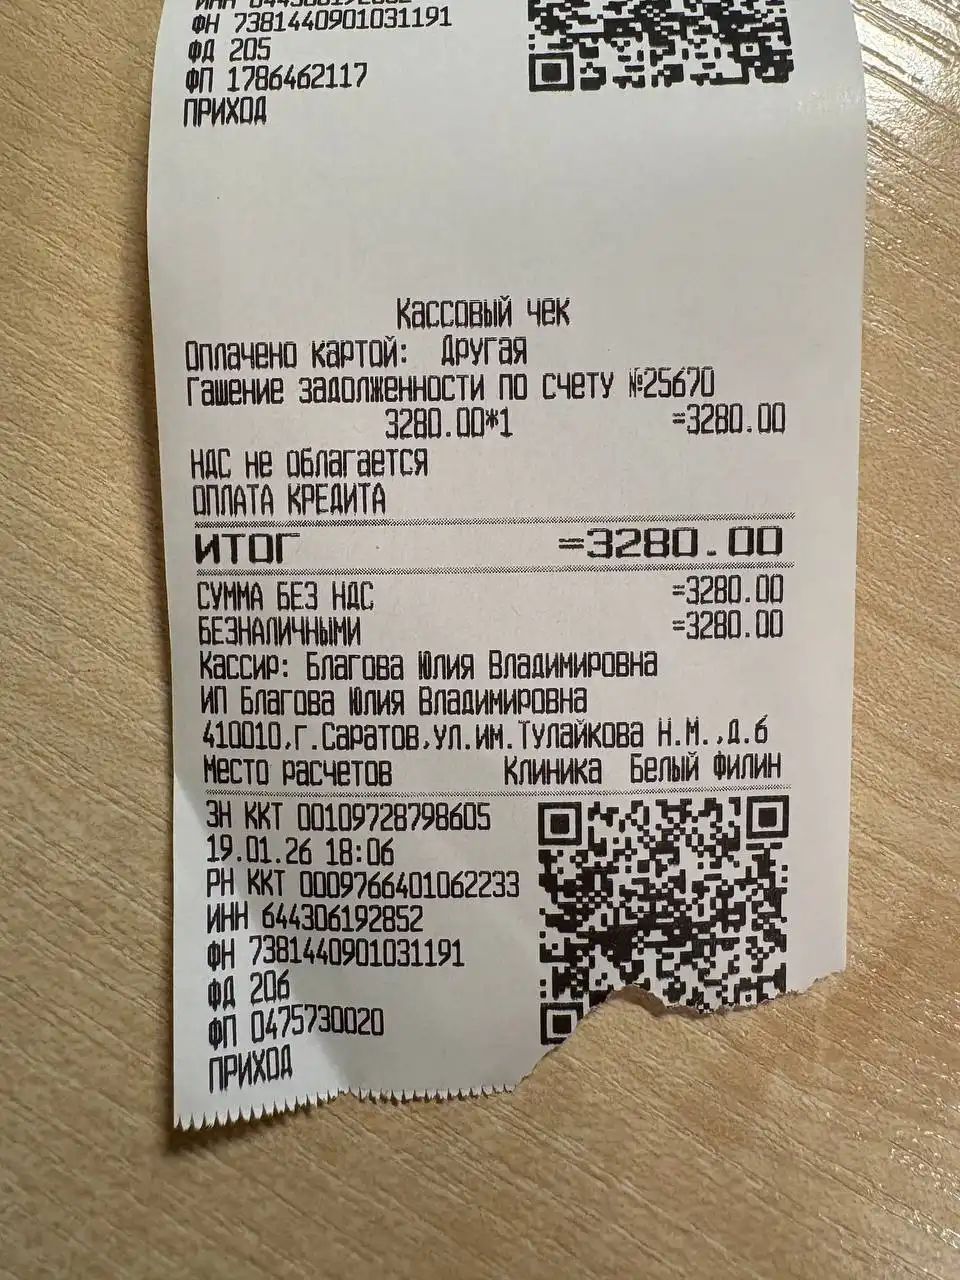 ФН 7381440901031191
ФД 205
ФП 1786462117
ПРИХОД
Кассовый чек
Оплачено картой: Другая
Гашение задолженности по счету №25670
3280.00*1 =3280.00
НДС не облагается
ОПЛАТА КРЕДИТА
ИТОГ =3280.00
СУММА БЕЗ НДС =3280.00
БЕЗНАЛИЧНЫМИ =3280.00
Кассир: Благова Юлия Владимировна
ИП Благова Юлия Владимировна
410010,г.Саратов,ул.им.Тулайкова Н.М.,д.6
Место расчетов Клиника Белый Филин
ЗН ККТ 00109728798605
19.01.26 18:06
РН ККТ 0009766401062233
ИНН 644306192852
ФН 7381440901031191
ФД 206
ФП 0475730020
ПРИХОД